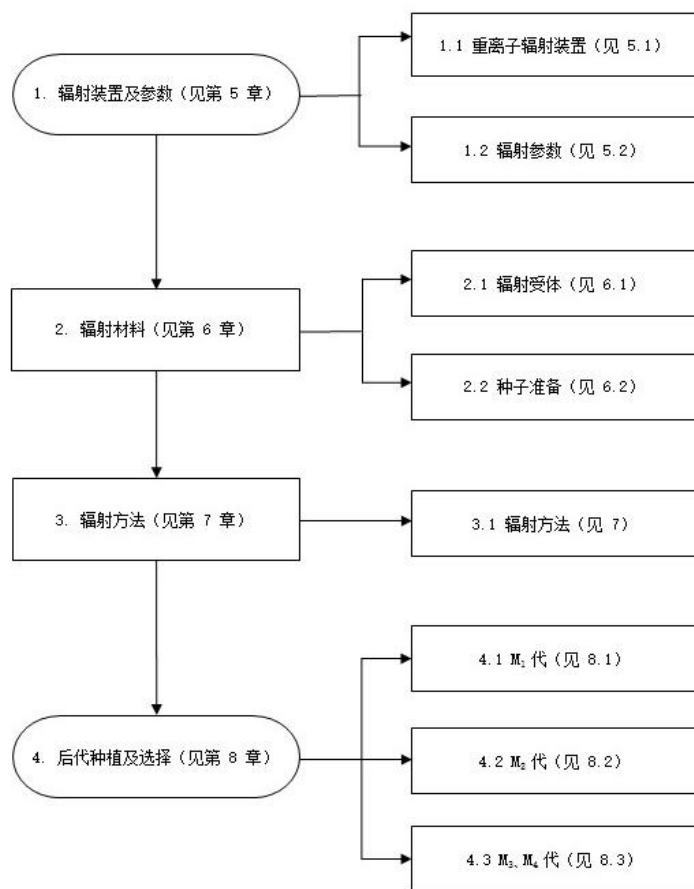 1.1 重离子辐射装置（见 5.1）
1. 辐射装置及参数（见第 5 章）
1.2 辐射参数（见 5.2）
2.1 辐射受体（见 6.1）
2. 辐射材料（见第 6 章）
2.2 种子准备（见 6.2）
3. 辐射方法（见第 7 章）
3.1 辐射方法（见 7）
4.1 M₁ 代（见 8.1）
4. 后代种植及选择（见第 8 章）
4.2 M₂ 代（见 8.2）
4.3 M₃、M₄ 代（见 8.3）